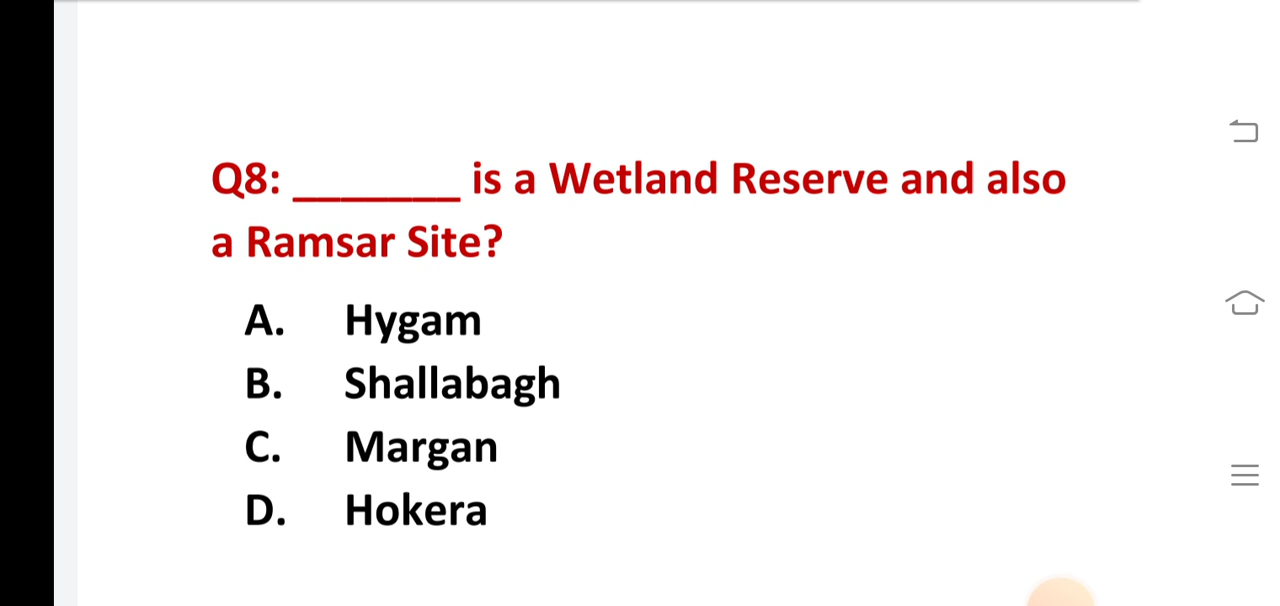 Q8: _______ is a Wetland Reserve and also
a Ramsar Site?
A. Hygam
B. Shallabagh
C. Margan
D. Hokera